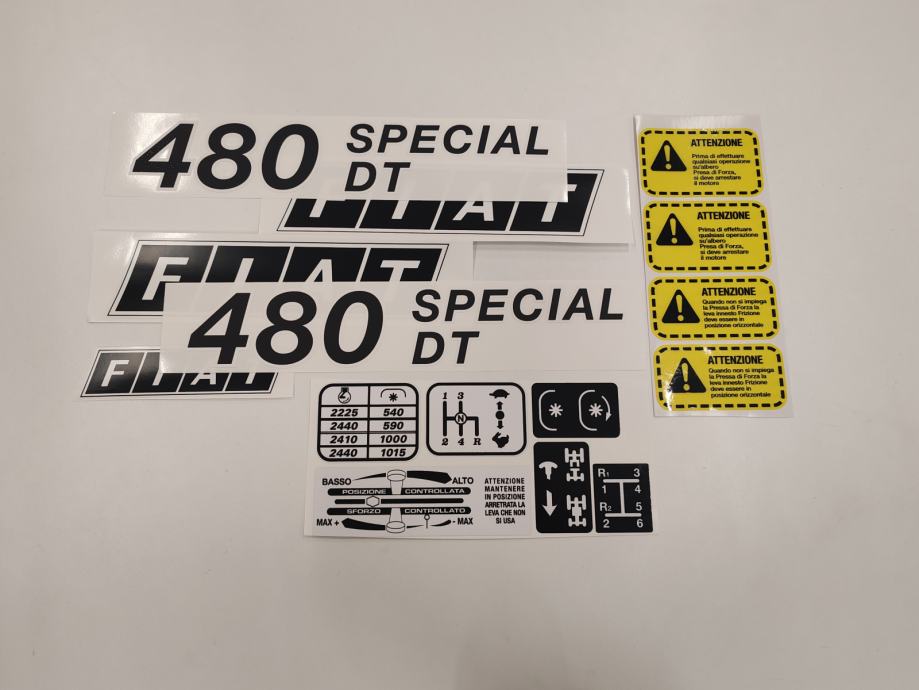 480 SPECIAL
DT
FIAT
FIAT
480 SPECIAL
DT
FIAT
ATTENZIONE
Prima di effettuare
qualsiasi operazione
su'albero
Presa di Forza,
si deve arrestare
il motore
ATTENZIONE
Prima di effettuare
qualsiasi operazione
su'albero
Presa di Forza,
si deve arrestare
il motore
ATTENZIONE
Quando non si impiega
la Pressa di Forza la
leva innesto Frizione
deve essere in
posizione orizzontale
ATTENZIONE
Quando non si impiega
la Pressa di Forza la
leva innesto Frizione
deve essere in
posizione orizzontale
2225 540
2440 590
2410 1000
2440 1015
1 3
N
2 4 R
BASSO ALTO
POSIZIONE CONTROLLATA
SFORZO CONTROLLATO
MAX + - MAX
ATTENZIONE
MANTENERE
IN POSIZIONE
ARRETRATA LA
LEVA CHE NON
SI USA
R1 3
1 4
R2 5
2 6